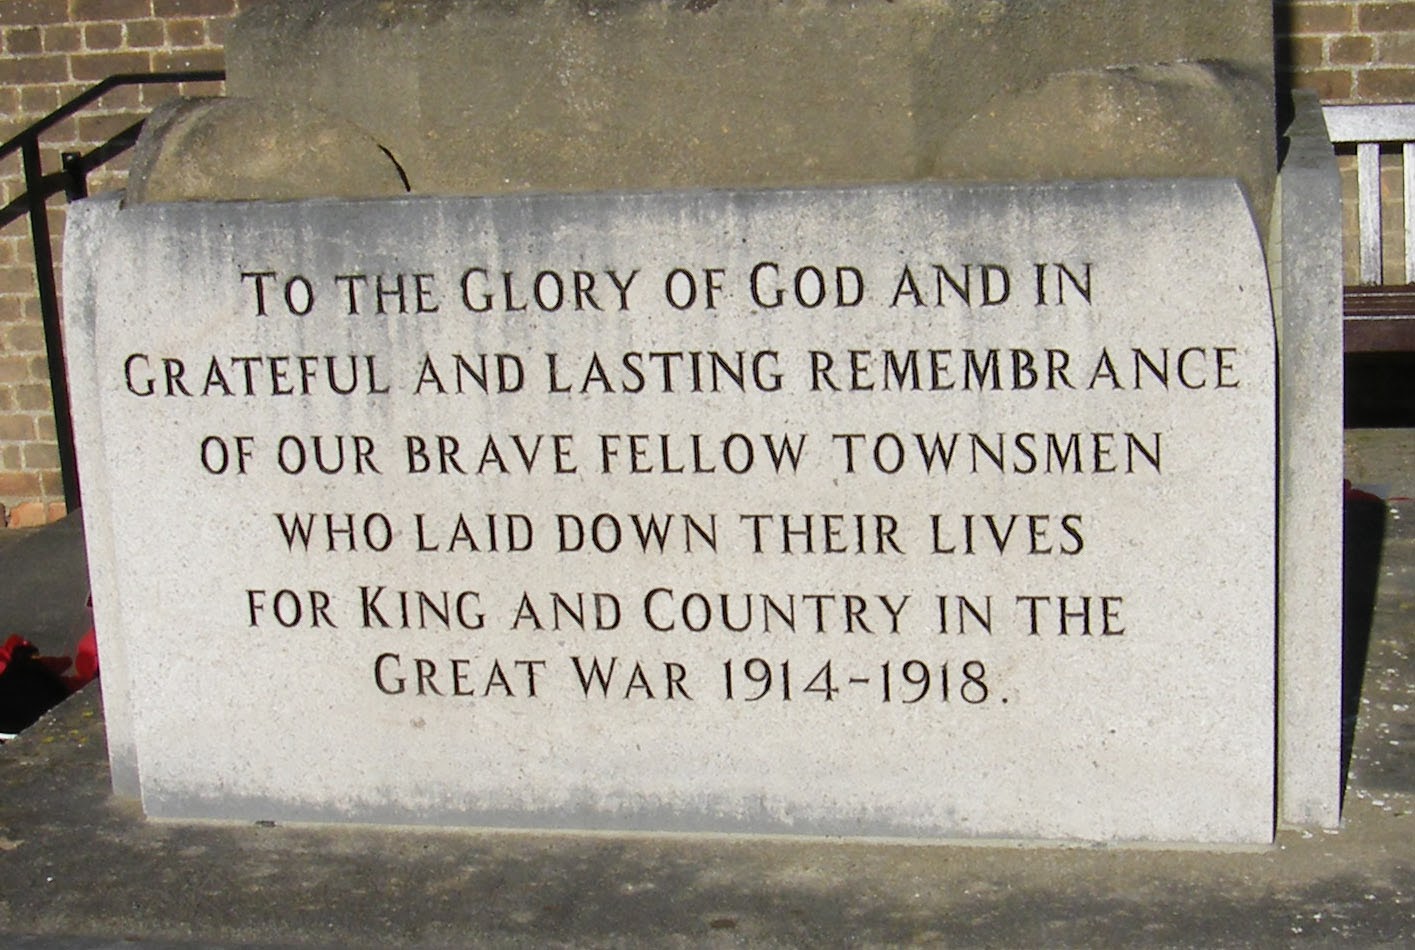 To the Glory of God and in
Grateful and lasting remembrance
of our brave fellow townsmen
who laid down their lives
for King and Country in the
Great War 1914-1918.